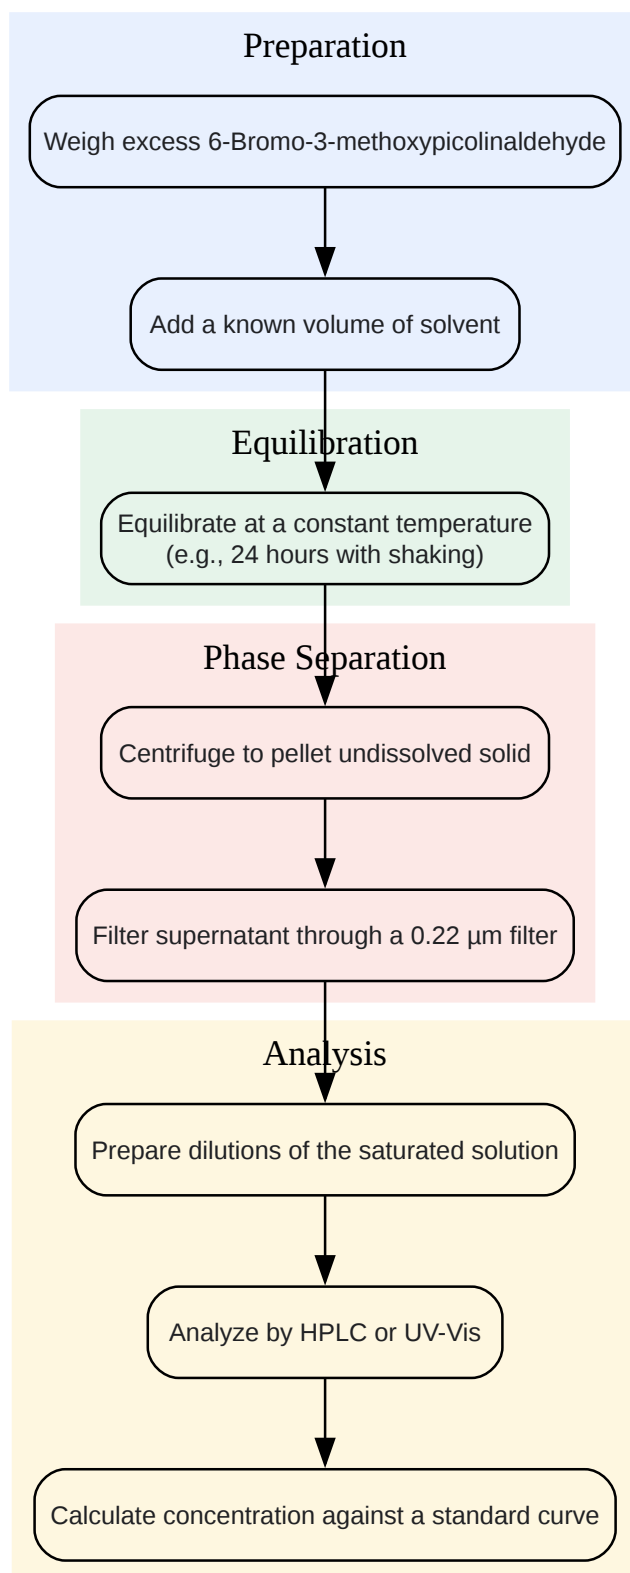 Preparation
Weigh excess 6-Bromo-3-methoxypicolinaldehyde
Add a known volume of solvent
Equilibration
Equilibrate at a constant temperature
(e.g., 24 hours with shaking)
Phase Separation
Centrifuge to pellet undissolved solid
Filter supernatant through a 0.22 µm filter
Analysis
Prepare dilutions of the saturated solution
Analyze by HPLC or UV-Vis
Calculate concentration against a standard curve